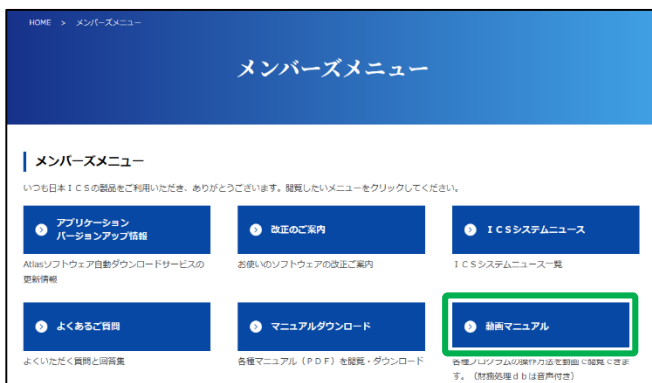 HOME > メンバーズメニュー
メンバーズメニュー
メンバーズメニュー
いつも日本ＩＣＳの製品をご利用いただき、ありがとうございます。閲覧したいメニューをクリックしてください。
アプリケーション
バージョンアップ情報
改正のご案内
ＩＣＳシステムニュース
Atlasソフトウェア自動ダウンロードサービスの
更新情報
お使いのソフトウェアの改正ご案内
ＩＣＳシステムニュース一覧
よくあるご質問
マニュアルダウンロード
動画マニュアル
よくいただく質問と回答集
各種マニュアル（ＰＤＦ）を閲覧・ダウンロード
各種プログラムの操作方法を動画で閲覧できま
す。（財務処理ｄｂは音声付き）